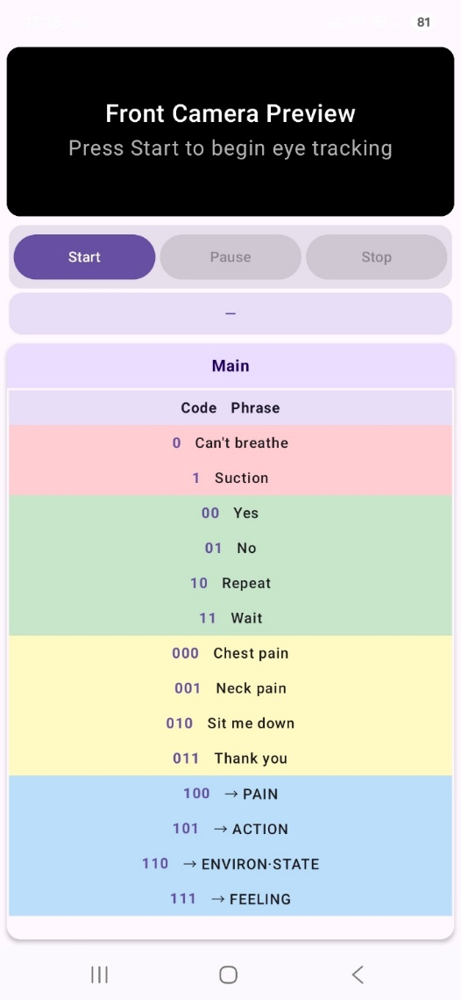 81
Front Camera Preview
Press Start to begin eye tracking
Start Pause Stop
–
Main
Code Phrase
0 Can't breathe
1 Suction
00 Yes
01 No
10 Repeat
11 Wait
000 Chest pain
001 Neck pain
010 Sit me down
011 Thank you
100 → PAIN
101 → ACTION
110 → ENVIRON·STATE
111 → FEELING